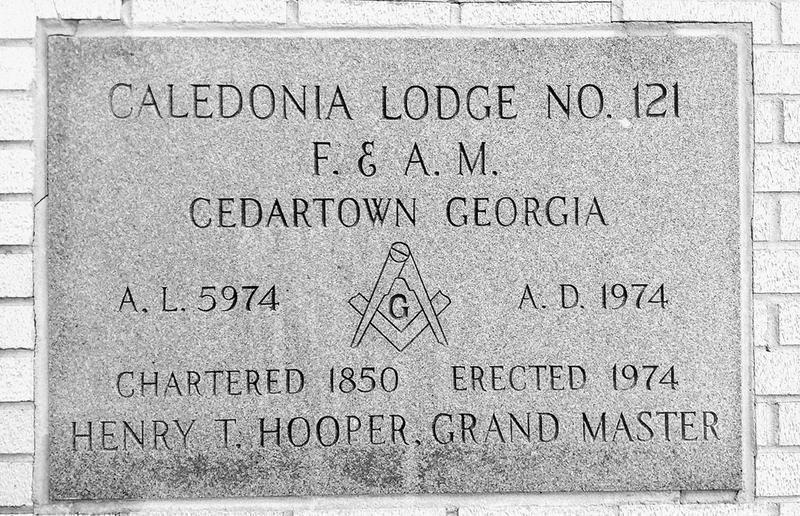 CALEDONIA LODGE NO. 121
F. & A. M.
CEDARTOWN GEORGIA
A. L. 5974 G A. D. 1974
CHARTERED 1850 ERECTED 1974
HENRY T. HOOPER, GRAND MASTER